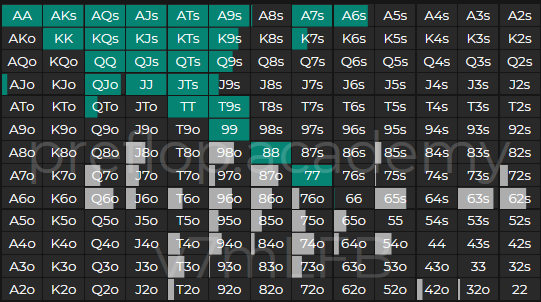 AA AKs AQs AJs ATs A9s A8s A7s A6s A5s A4s A3s A2s
AKo KK KQs KJs KTs K9s K8s K7s K6s K5s K4s K3s K2s
AQo KQo QQ QJs QTs Q9s Q8s Q7s Q6s Q5s Q4s Q3s Q2s
AJo KJo QJo JJ JTs J9s J8s J7s J6s J5s J4s J3s J2s
ATo KTo QTo JTo TT T9s T8s T7s T6s T5s T4s T3s T2s
A9o K9o Q9o J9o T9o 99 98s 97s 96s 95s 94s 93s 92s
A8o K8o Q8o J8o T8o 98o 88 87s 86s 85s 84s 83s 82s
preflop academy
A7o K7o Q7o J7o T7o 97o 87o 77 76s 75s 74s 73s 72s
A6o K6o Q6o J6o T6o 96o 86o 76o 66 65s 64s 63s 62s
A5o K5o Q5o J5o T5o 95o 85o 75o 65o 55 54s 53s 52s
A4o K4o Q4o J4o T4o 94o 84o 74o 64o 54o 44 43s 42s
A3o K3o Q3o J3o T3o 93o 83o 73o 63o 53o 43o 33 32s
A2o K2o Q2o J2o T2o 92o 82o 72o 62o 52o 42o 32o 22